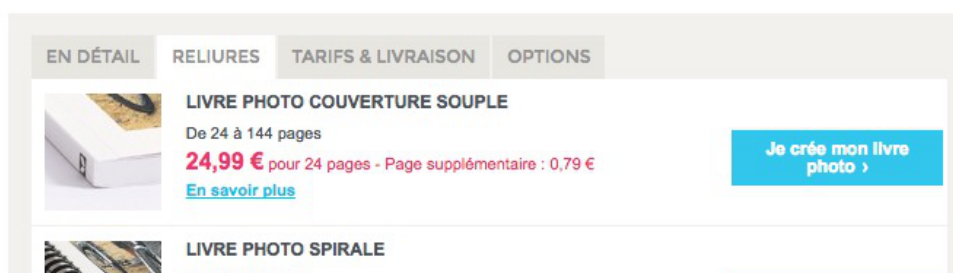 EN DÉTAIL RELIURES TARIFS & LIVRAISON OPTIONS
LIVRE PHOTO COUVERTURE SOUPLE
De 24 à 144 pages
24,99 € pour 24 pages - Page supplémentaire : 0,79 €
En savoir plus
Je crée mon livre
photo ›
LIVRE PHOTO SPIRALE